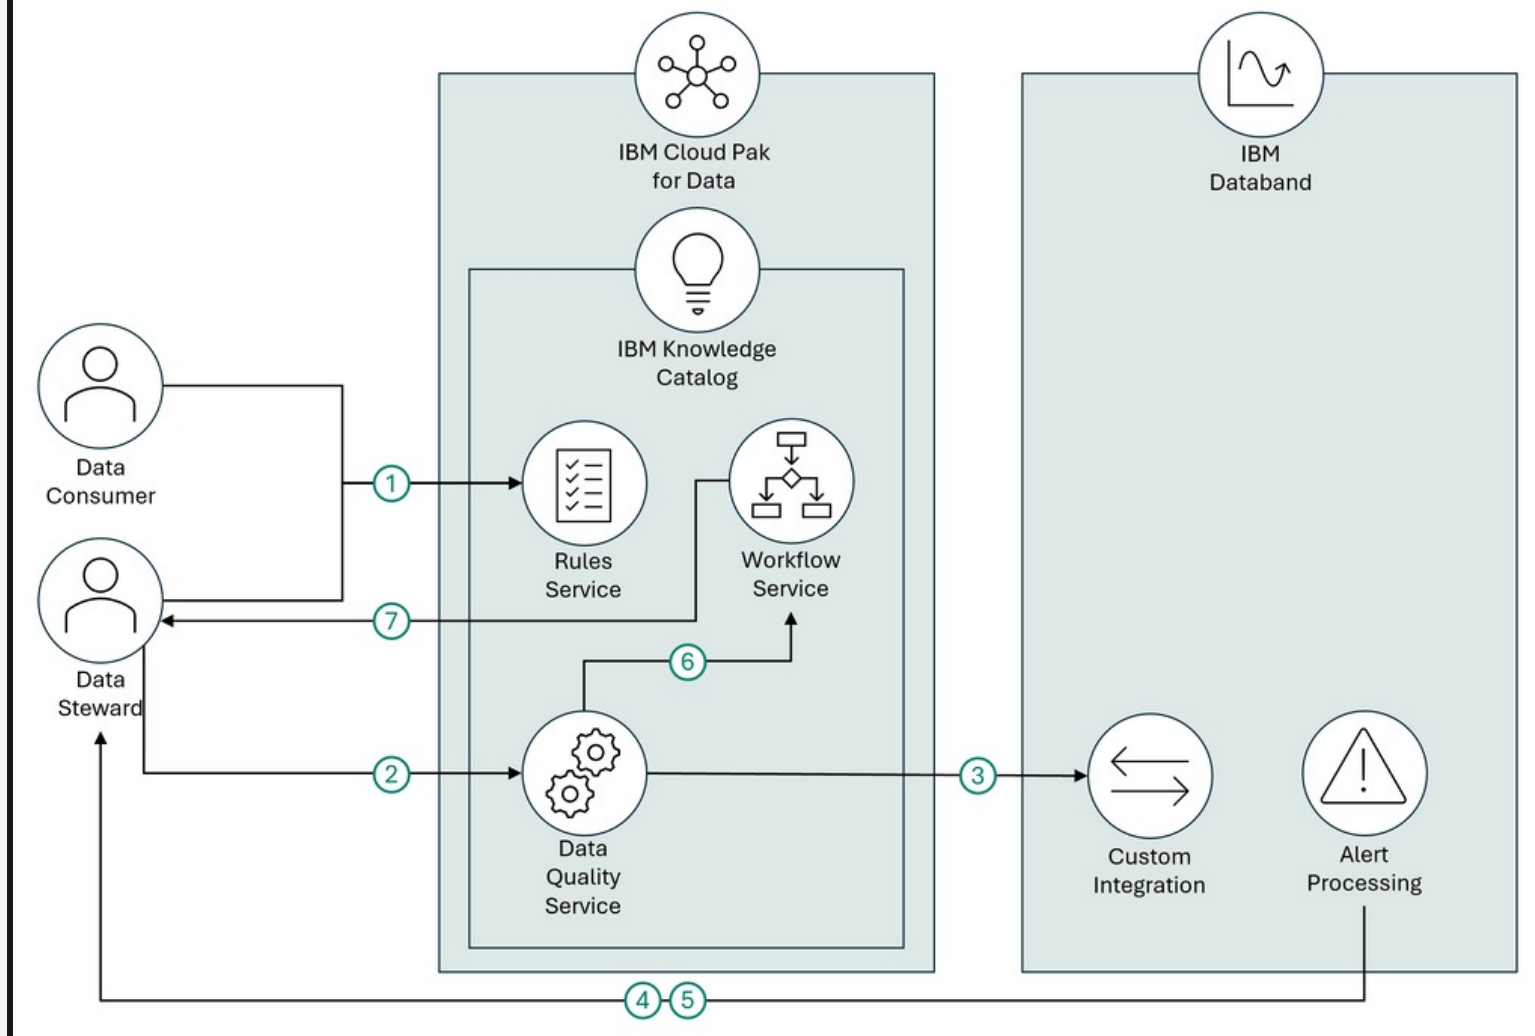 IBM Cloud Pak
for Data
IBM
Databand
IBM Knowledge
Catalog
Data
Consumer
1
Rules
Service
Workflow
Service
7
6
Data
Steward
2
3
Data
Quality
Service
Custom
Integration
Alert
Processing
4
5